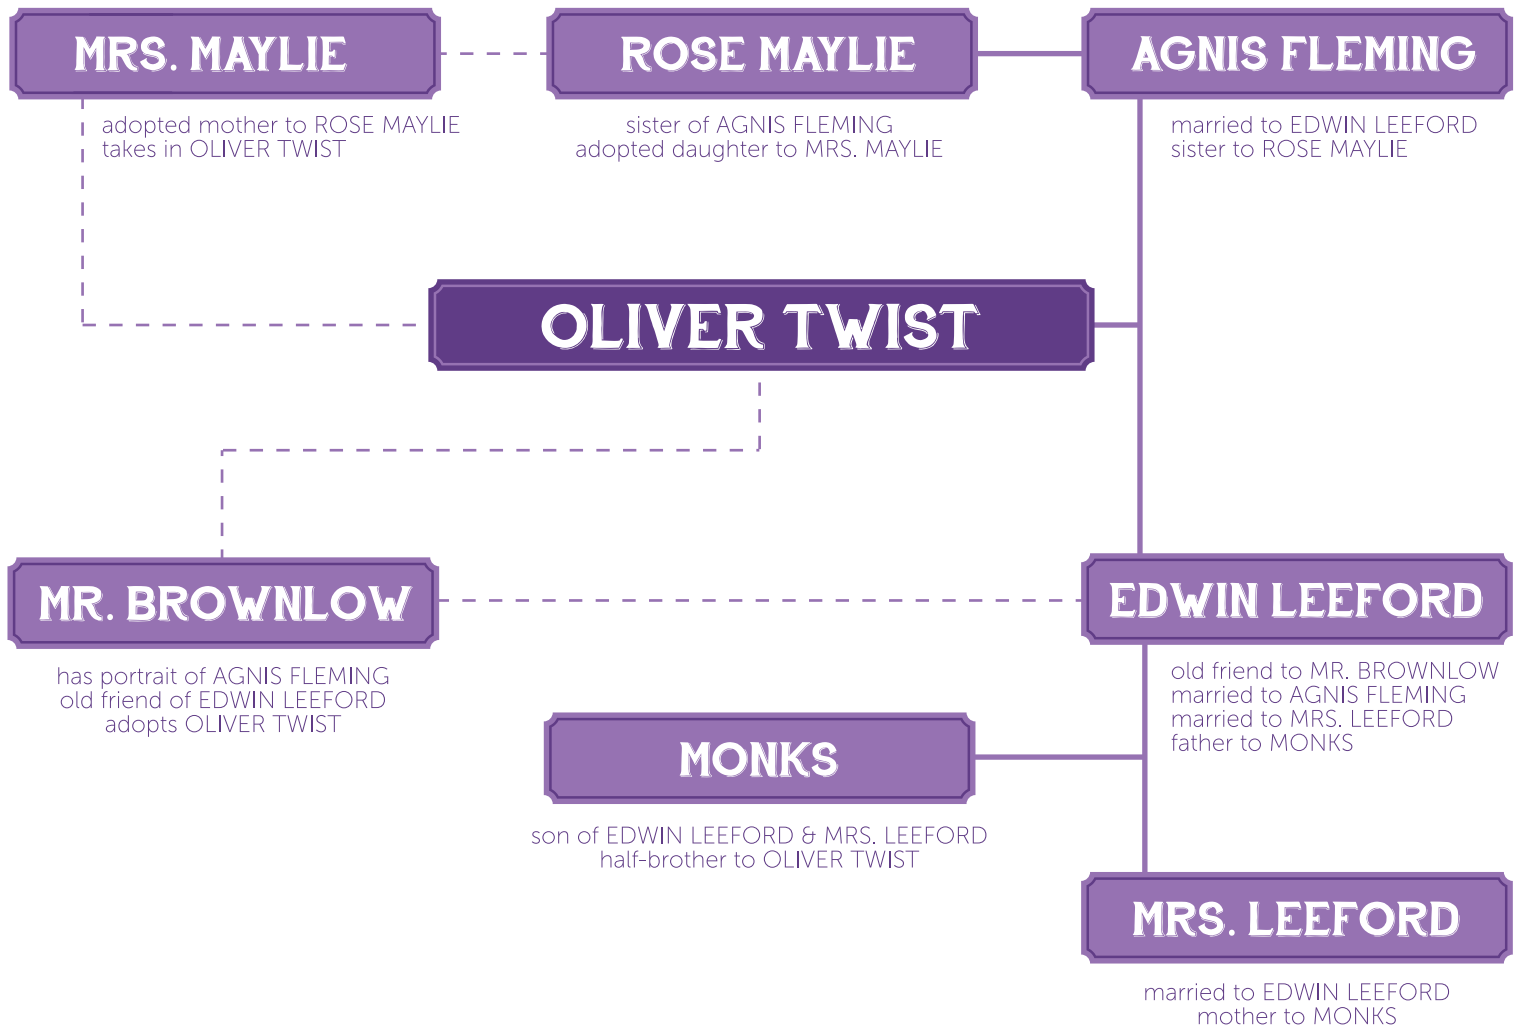 MRS. MAYLIE
adopted mother to ROSE MAYLIE
takes in OLIVER TWIST
ROSE MAYLIE
sister of AGNIS FLEMING
adopted daughter to MRS. MAYLIE
AGNIS FLEMING
married to EDWIN LEEFORD
sister to ROSE MAYLIE
OLIVER TWIST
MR. BROWNLOW
has portrait of AGNIS FLEMING
old friend of EDWIN LEEFORD
adopts OLIVER TWIST
EDWIN LEEFORD
old friend to MR. BROWNLOW
married to AGNIS FLEMING
married to MRS. LEEFORD
father to MONKS
MONKS
son of EDWIN LEEFORD & MRS. LEEFORD
half-brother to OLIVER TWIST
MRS. LEEFORD
married to EDWIN LEEFORD
mother to MONKS